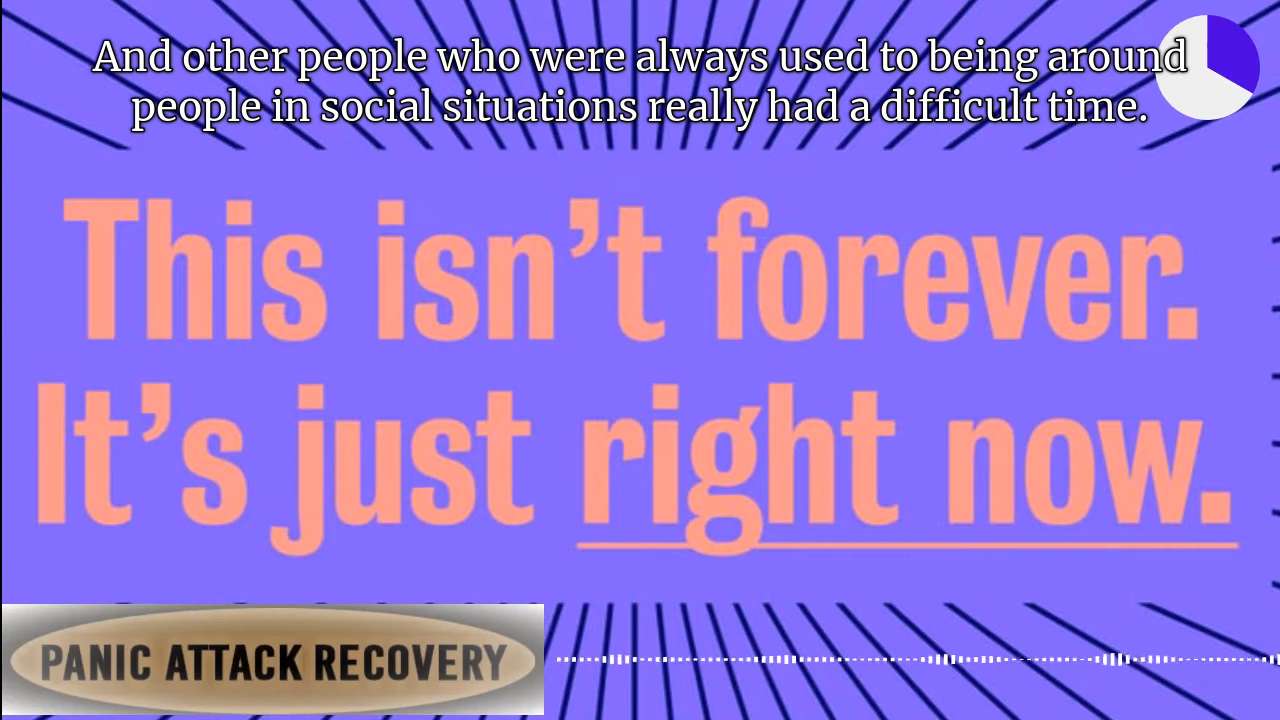 And other people who were always used to being around
people in social situations really had a difficult time.
This isn’t forever.
It’s just right now.
PANIC ATTACK RECOVERY